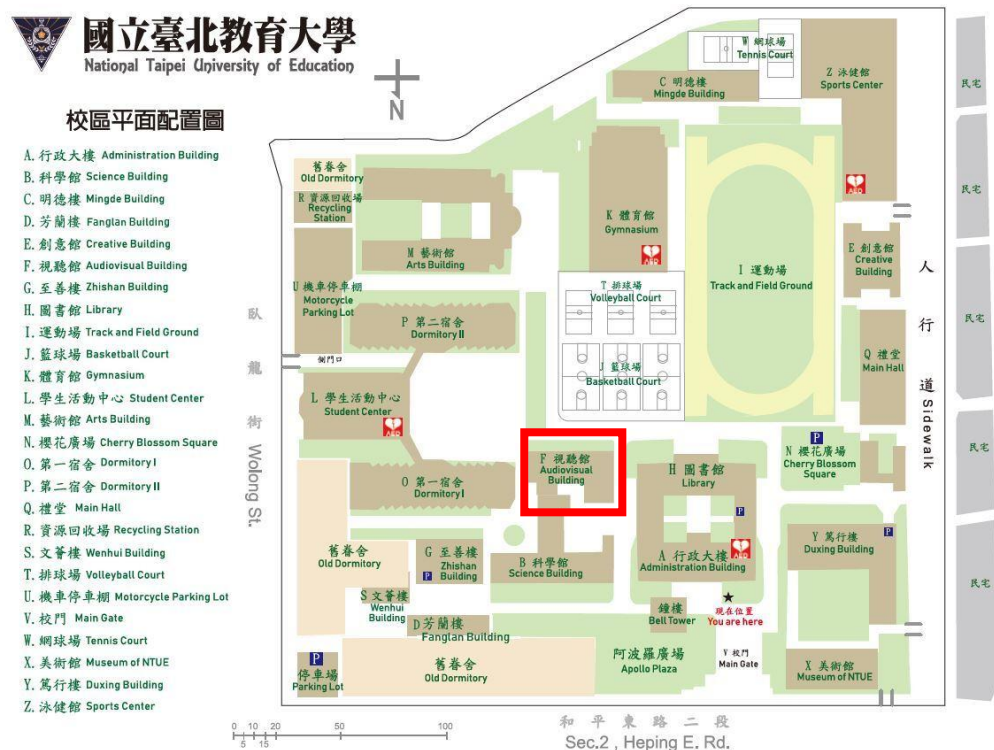 國立臺北教育大學
National Taipei University of Education
N
校區平面配置圖
A. 行政大樓 Administration Building
B. 科學館 Science Building
C. 明德樓 Mingde Building
D. 芳蘭樓 Fanglan Building
E. 創意館 Creative Building
F. 視聽館 Audiovisual Building
G. 至善樓 Zhishan Building
H. 圖書館 Library
I. 運動場 Track and Field Ground
J. 籃球場 Basketball Court
K. 體育館 Gymnasium
L. 學生活動中心 Student Center
M. 藝術館 Arts Building
N. 櫻花廣場 Cherry Blossom Square
O. 第一宿舍 Dormitory I
P. 第二宿舍 Dormitory II
Q. 禮堂 Main Hall
R. 資源回收場 Recycling Station
S. 文薈樓 Wenhui Building
T. 排球場 Volleyball Court
U. 機車停車棚 Motorcycle Parking Lot
V. 校門 Main Gate
W. 網球場 Tennis Court
X. 美術館 Museum of NTUE
Y. 篤行樓 Duxing Building
Z. 泳健館 Sports Center
W 網球場
Tennis Court
C 明德樓
Mingde Building
Z 泳健館
Sports Center
民宅
舊眷舍
Old Dormitory
R 資源回收場
Recycling
Station
AED
民宅
K 體育館
Gymnasium
AED
M 藝術館
Arts Building
E 創意館
Creative
Building
I 運動場
Track and Field Ground
人行道 Sidewalk
U 機車停車棚
Motorcycle
Parking Lot
T 排球場
Volleyball Court
P 第二宿舍
Dormitory II
民宅
側門口
臥龍街 Wolong St.
J 籃球場
Basketball Court
Q 禮堂
Main Hall
L 學生活動中心
Student Center
AED
P
N 櫻花廣場
Cherry Blossom
Square
民宅
F 視聽館
Audiovisual
Building
H 圖書館
Library
O 第一宿舍
Dormitory I
P
P
舊眷舍
Old Dormitory
G 至善樓
Zhishan
Building
P
B 科學館
Science Building
A 行政大樓
Administration Building
AED
Y 篤行樓
Duxing Building
民宅
S 文薈樓
Wenhui
Building
現在位置
You are here
鐘樓
Bell Tower
D 芳蘭樓
Fanglan Building
P
停車場
Parking Lot
舊眷舍
Old Dormitory
阿波羅廣場
Apollo Plaza
V 校門
Main Gate
X 美術館
Museum of NTUE
0 10 20 50 100
5 15
和平東路二段
Sec.2 , Heping E. Rd.